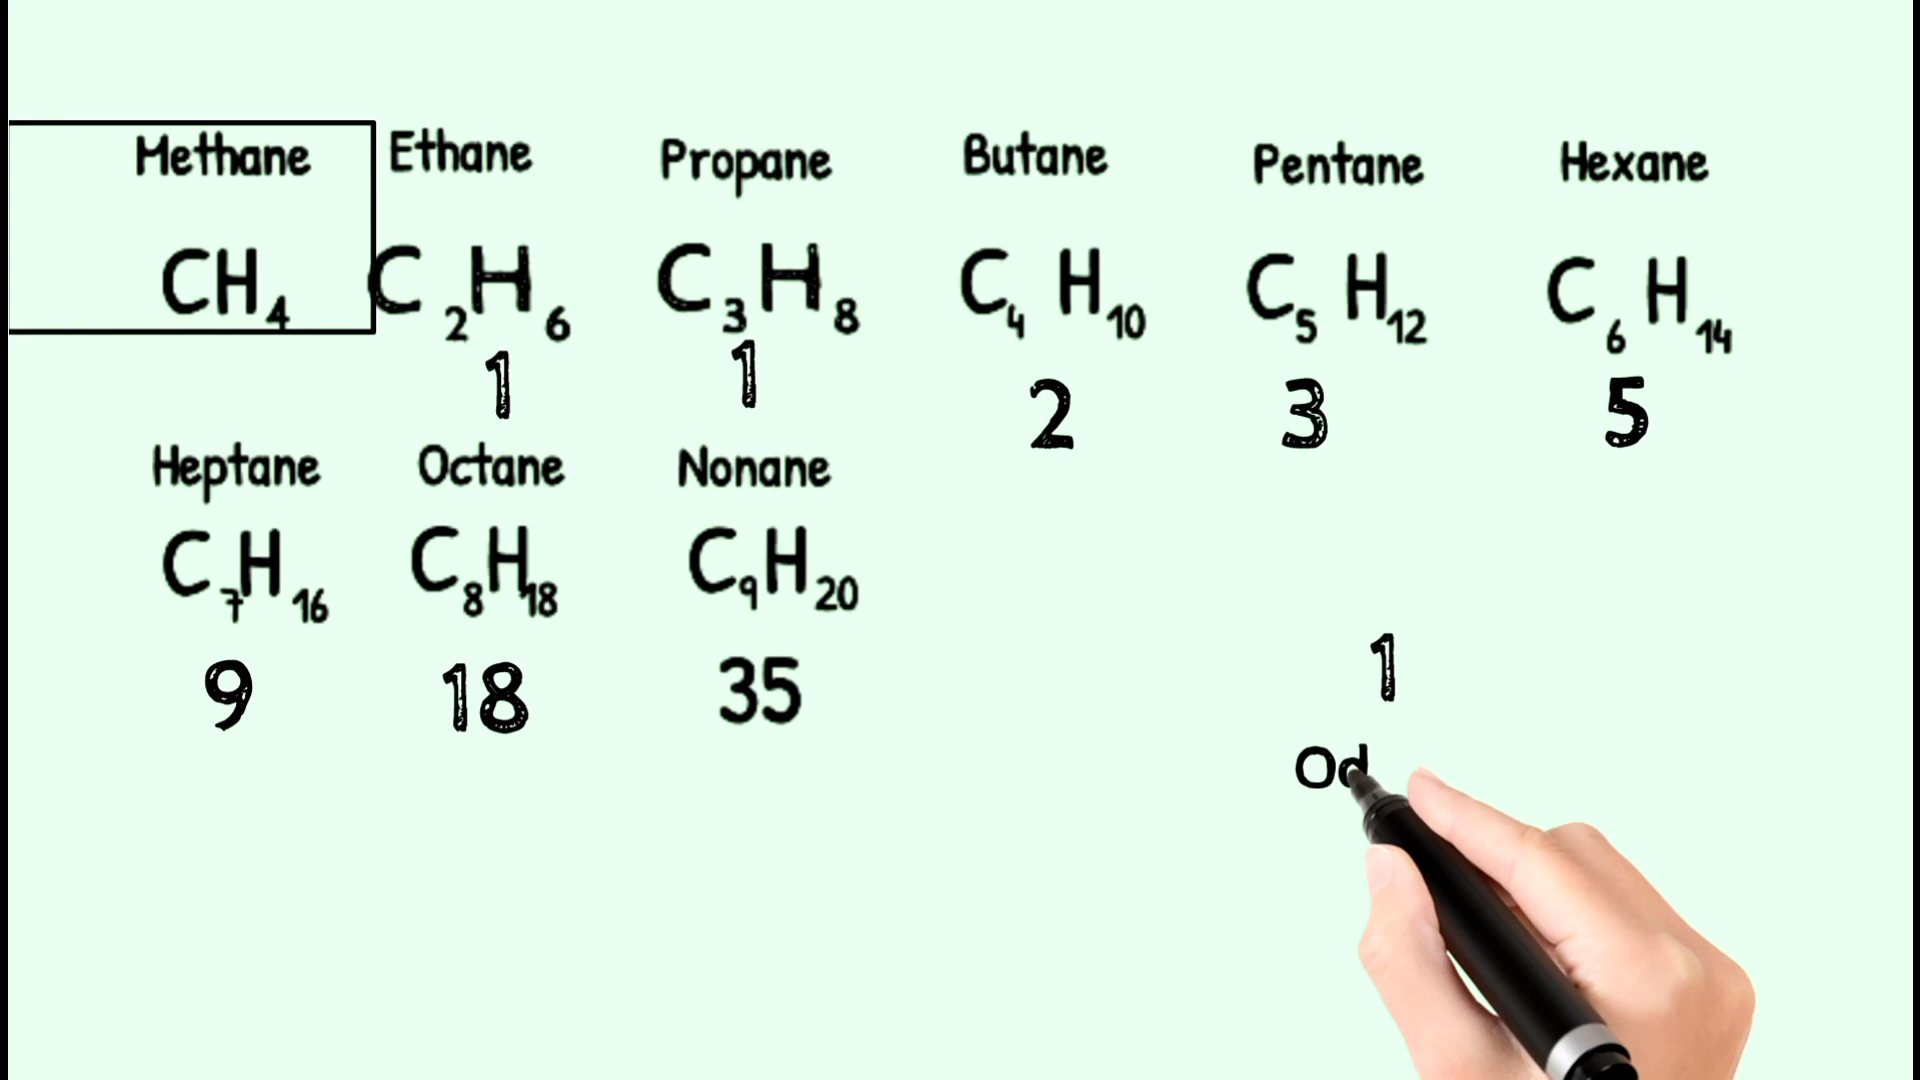 Methane Ethane Propane Butane Pentane Hexane
CH4 C2H6 C3H8 C4H10 C5H12 C6H14
1 1 2 3 5
Heptane Octane Nonane
C7H16 C8H18 C9H20
9 18 35
1
Od